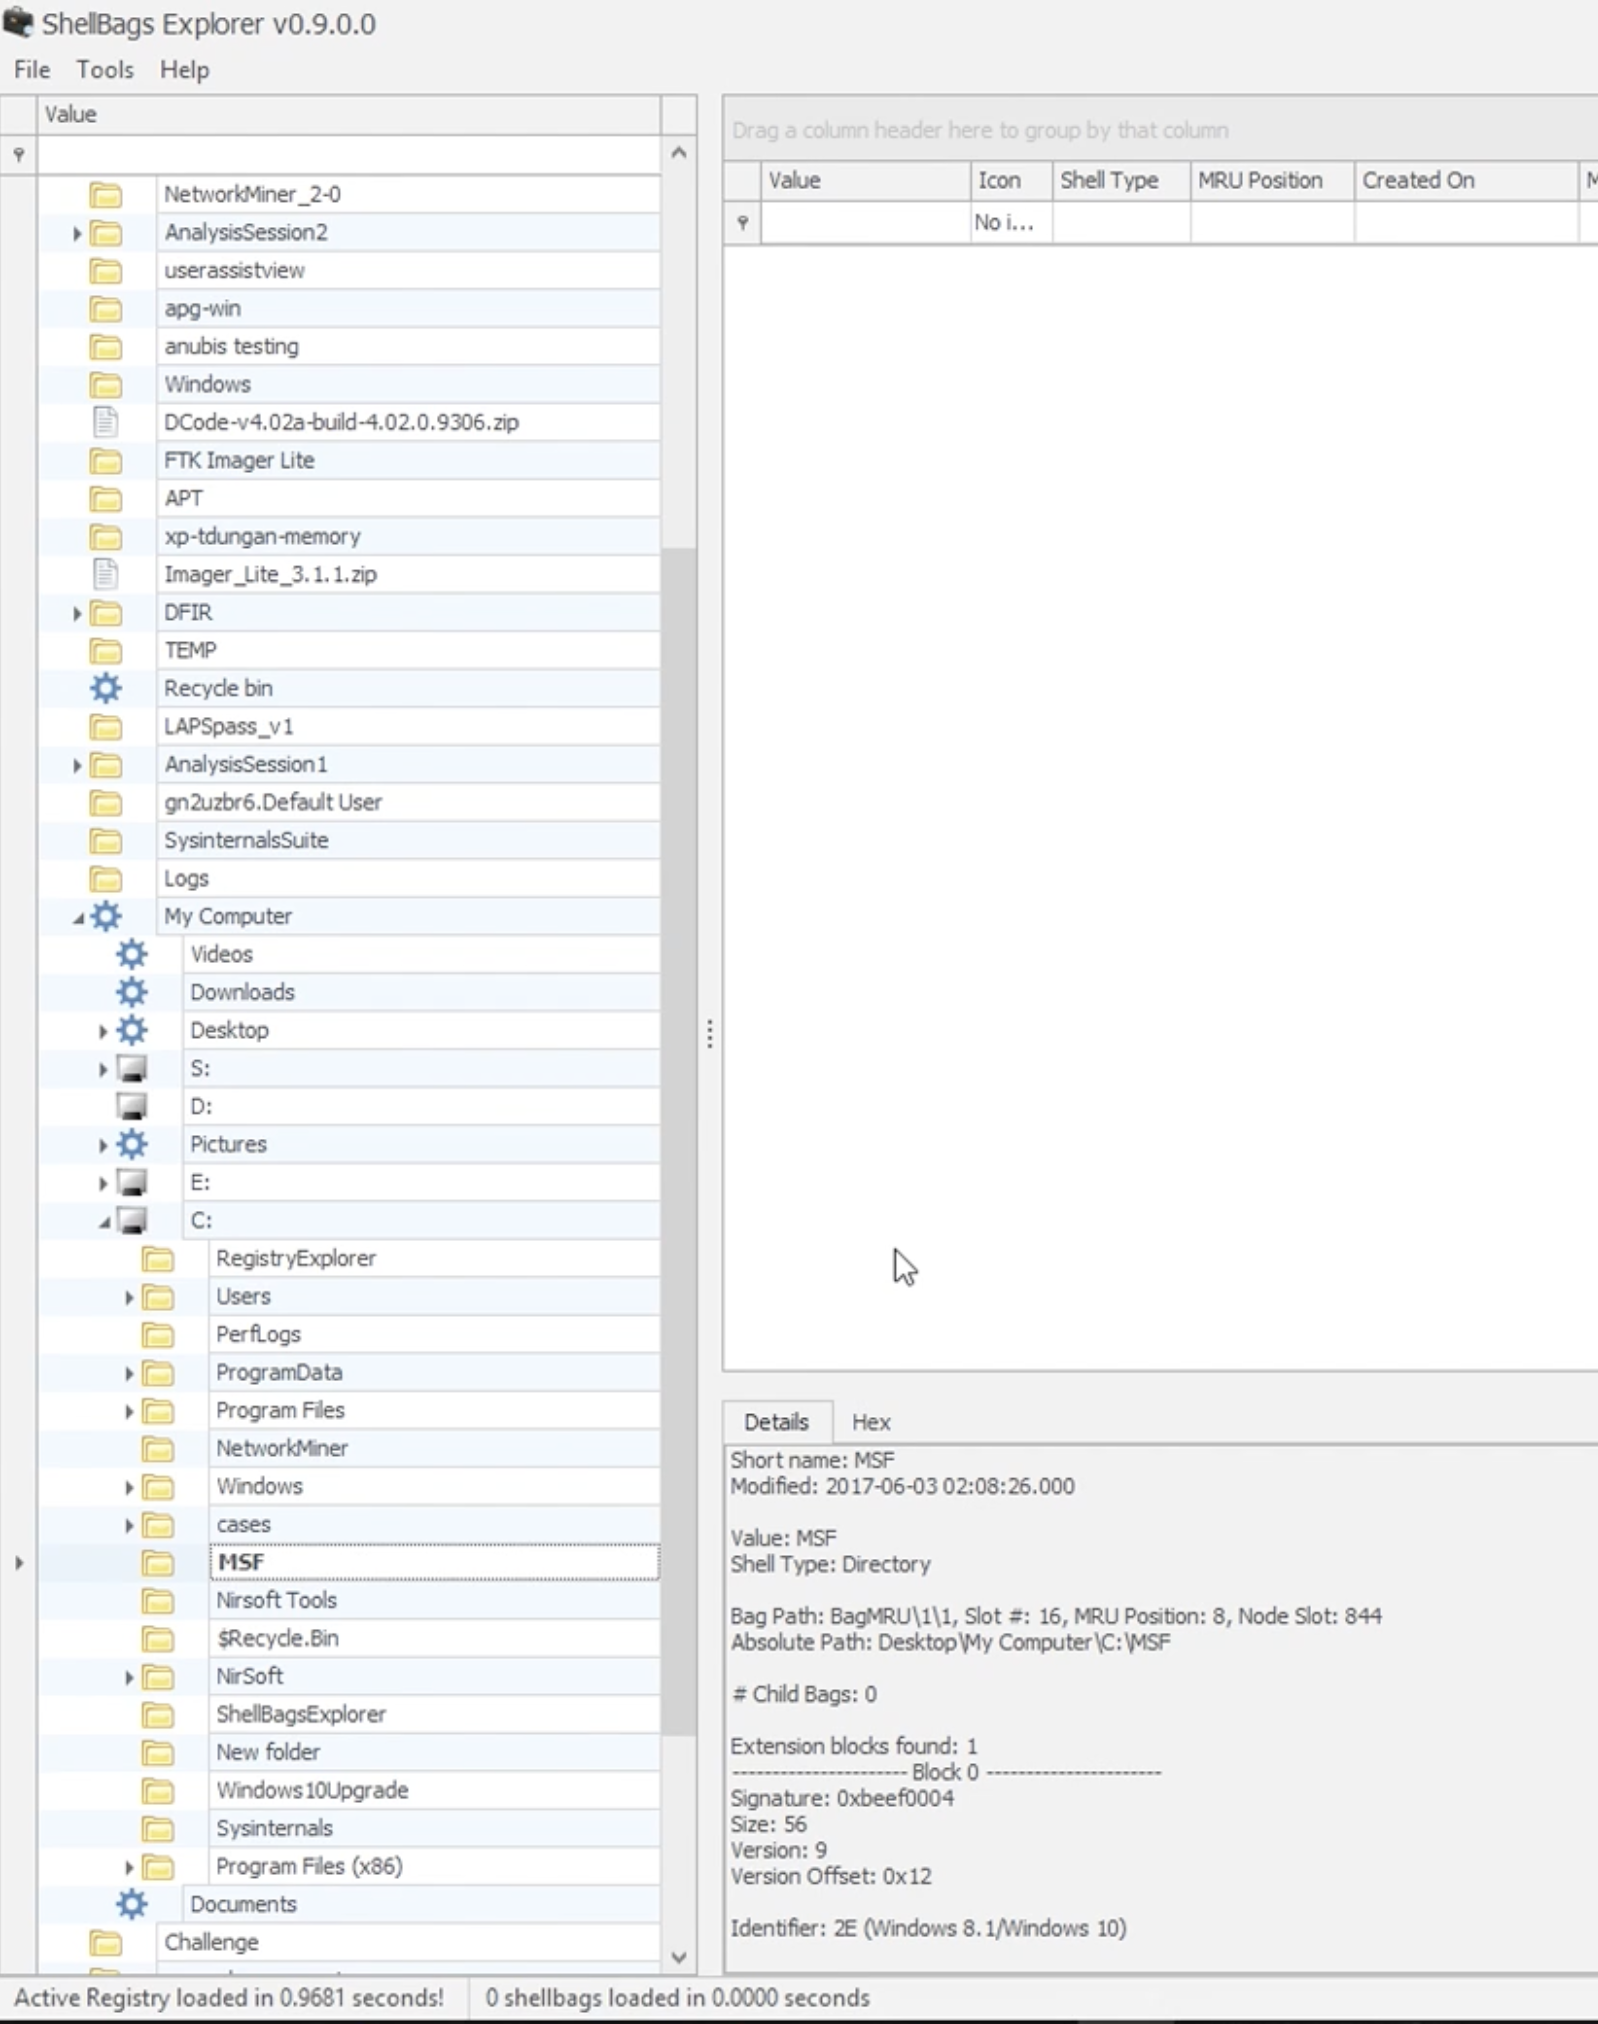 ShellBags Explorer v0.9.0.0
File Tools Help
Value
NetworkMiner_2-0
AnalysisSession2
userassistview
apg-win
anubis testing
Windows
DCode-v4.02a-build-4.02.0.9306.zip
FTK Imager Lite
APT
xp-tdungan-memory
Imager_Lite_3.1.1.zip
DFIR
TEMP
Recycle bin
LAPSpass_v1
AnalysisSession1
gn2uzbr6.Default User
SysinternalsSuite
Logs
My Computer
Videos
Downloads
Desktop
S:
D:
Pictures
E:
C:
RegistryExplorer
Users
PerfLogs
ProgramData
Program Files
NetworkMiner
Windows
cases
MSF
Nirsoft Tools
$Recycle.Bin
NirSoft
ShellBagsExplorer
New folder
Windows10Upgrade
Sysinternals
Program Files (x86)
Documents
Challenge
Drag a column header here to group by that column
Value Icon Shell Type MRU Position Created On M
No i...
Details Hex
Short name: MSF
Modified: 2017-06-03 02:08:26.000
Value: MSF
Shell Type: Directory
Bag Path: BagMRU\1\1, Slot #: 16, MRU Position: 8, Node Slot: 844
Absolute Path: Desktop\My Computer\C:\MSF
# Child Bags: 0
Extension blocks found: 1
---------------------- Block 0 ----------------------
Signature: 0xbeef0004
Size: 56
Version: 9
Version Offset: 0x12
Identifier: 2E (Windows 8.1/Windows 10)
Active Registry loaded in 0.9681 seconds! 0 shellbags loaded in 0.0000 seconds